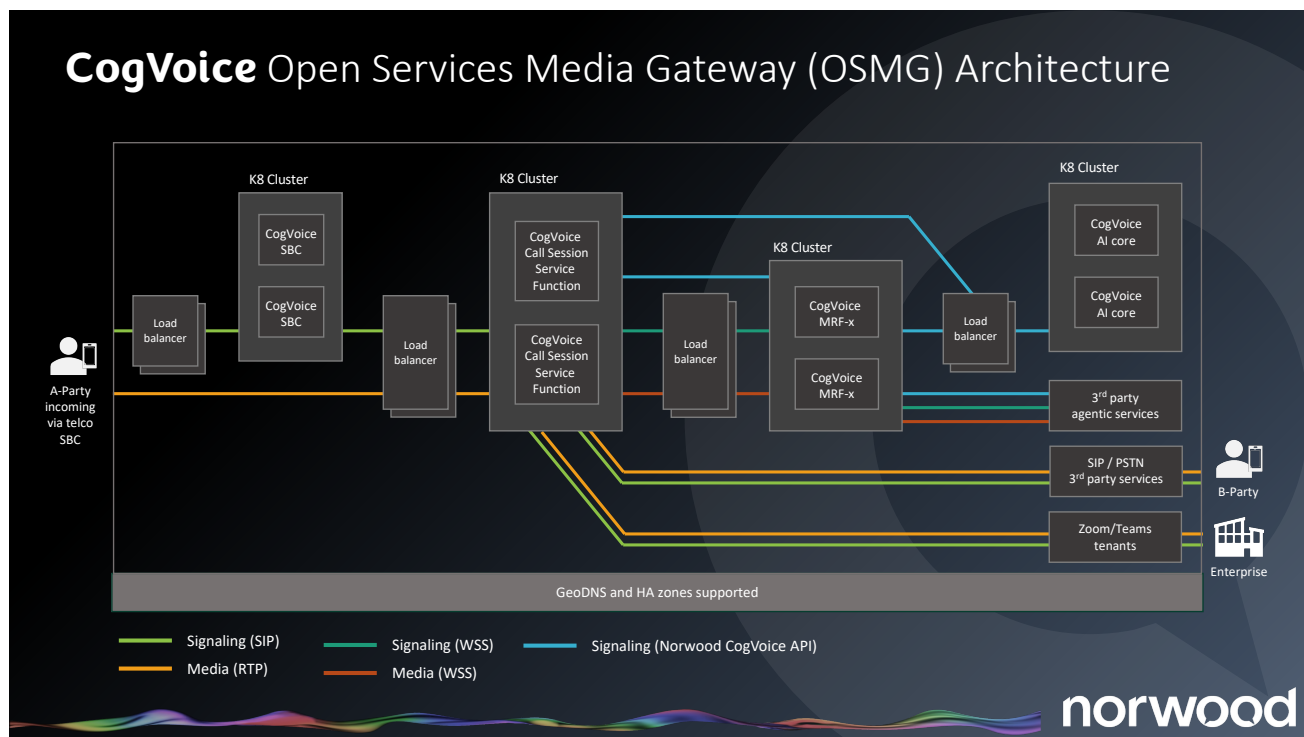 CogVoice Open Services Media Gateway (OSMG) Architecture
K8 Cluster
CogVoice
SBC
CogVoice
SBC
K8 Cluster
CogVoice
Call Session
Service
Function
CogVoice
Call Session
Service
Function
K8 Cluster
CogVoice
MRF-x
CogVoice
MRF-x
K8 Cluster
CogVoice
AI core
CogVoice
AI core
Load
balancer
Load
balancer
Load
balancer
Load
balancer
A-Party
incoming
via telco
SBC
3rd party
agentic services
SIP / PSTN
3rd party services
B-Party
Zoom/Teams
tenants
Enterprise
GeoDNS and HA zones supported
Signaling (SIP)
Signaling (WSS)
Signaling (Norwood CogVoice API)
Media (RTP)
Media (WSS)
norwood